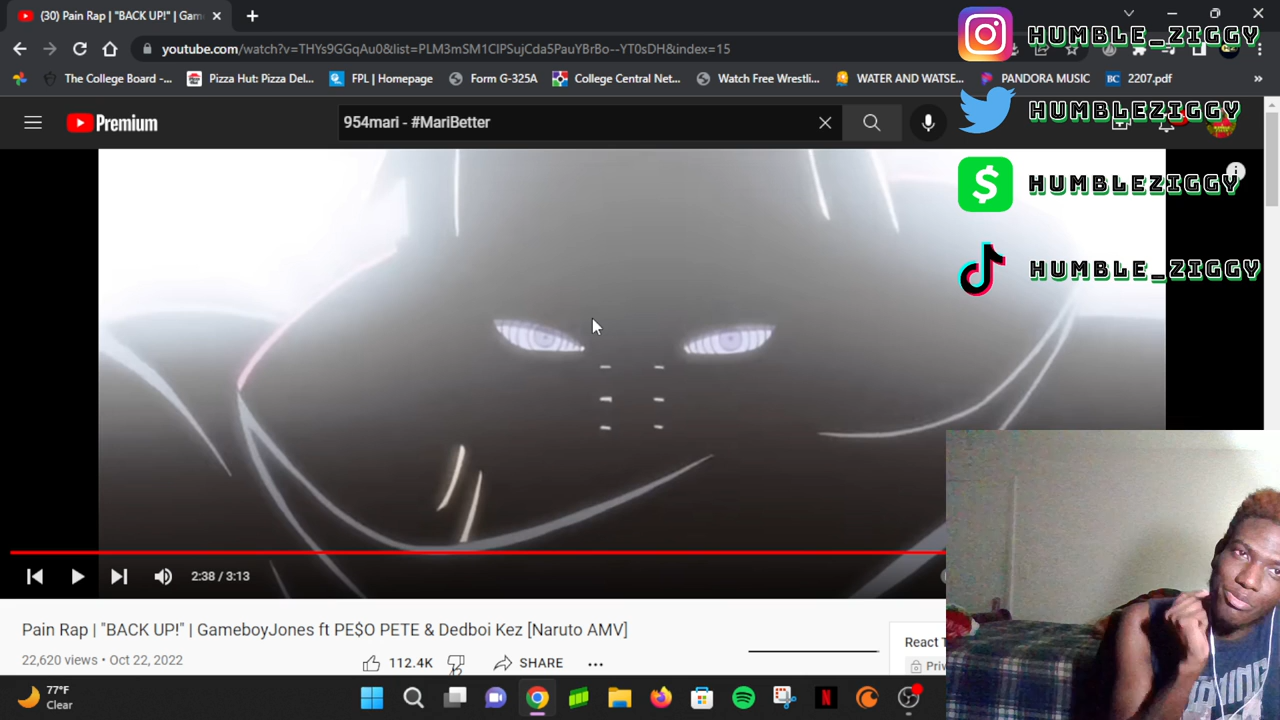 (30) Pain Rap | "BACK UP!" | Gam
youtube.com/watch?v=THYs9GGqAu0&list=PLM3mSM1CIPSujCda5PauYBrBo--YT0sDH&index=15
The College Board -...
Pizza Hut: Pizza Del...
FPL | Homepage
Form G-325A
College Central Net...
Watch Free Wrestli...
WATER AND WATSE...
PANDORA MUSIC
BC 2207.pdf
»
HUMBLE_ZIGGY
HUMBLEZIGGY
HUMBLEZIGGY
HUMBLE_ZIGGY
Premium
954mari - #MariBetter
2:38 / 3:13
Pain Rap | "BACK UP!" | GameboyJones ft PE$O PETE & Dedboi Kez [Naruto AMV]
22,620 views • Oct 22, 2022
112.4K
SHARE
React T
Priv
77°F
Clear